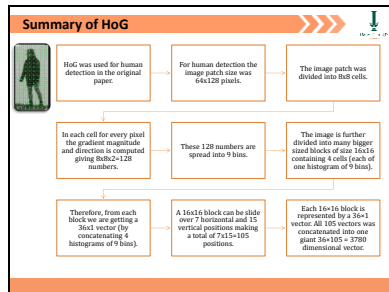 Summary of HoG
HoG was used for human
detection in the original
paper.
For human detection the
image patch size was
64x128 pixels.
The image patch was
divided into 8x8 cells.
In each cell for every pixel
the gradient magnitude
and direction is computed
giving 8x8x2=128
numbers.
These 128 numbers are
spread into 9 bins.
The image is further
divided into many bigger
sized blocks of size 16x16
containing 4 cells (each of
one histogram of 9 bins).
Therefore, from each
block we are getting a
36x1 vector (by
concatenating 4
histograms of 9 bins).
A 16x16 block can be slide
over 7 horizontal and 15
vertical positions making
a total of 7x15=105
positions.
Each 16×16 block is
represented by a 36×1
vector. All 105 vectors was
concatenated into one
giant 36×105 = 3780
dimensional vector.